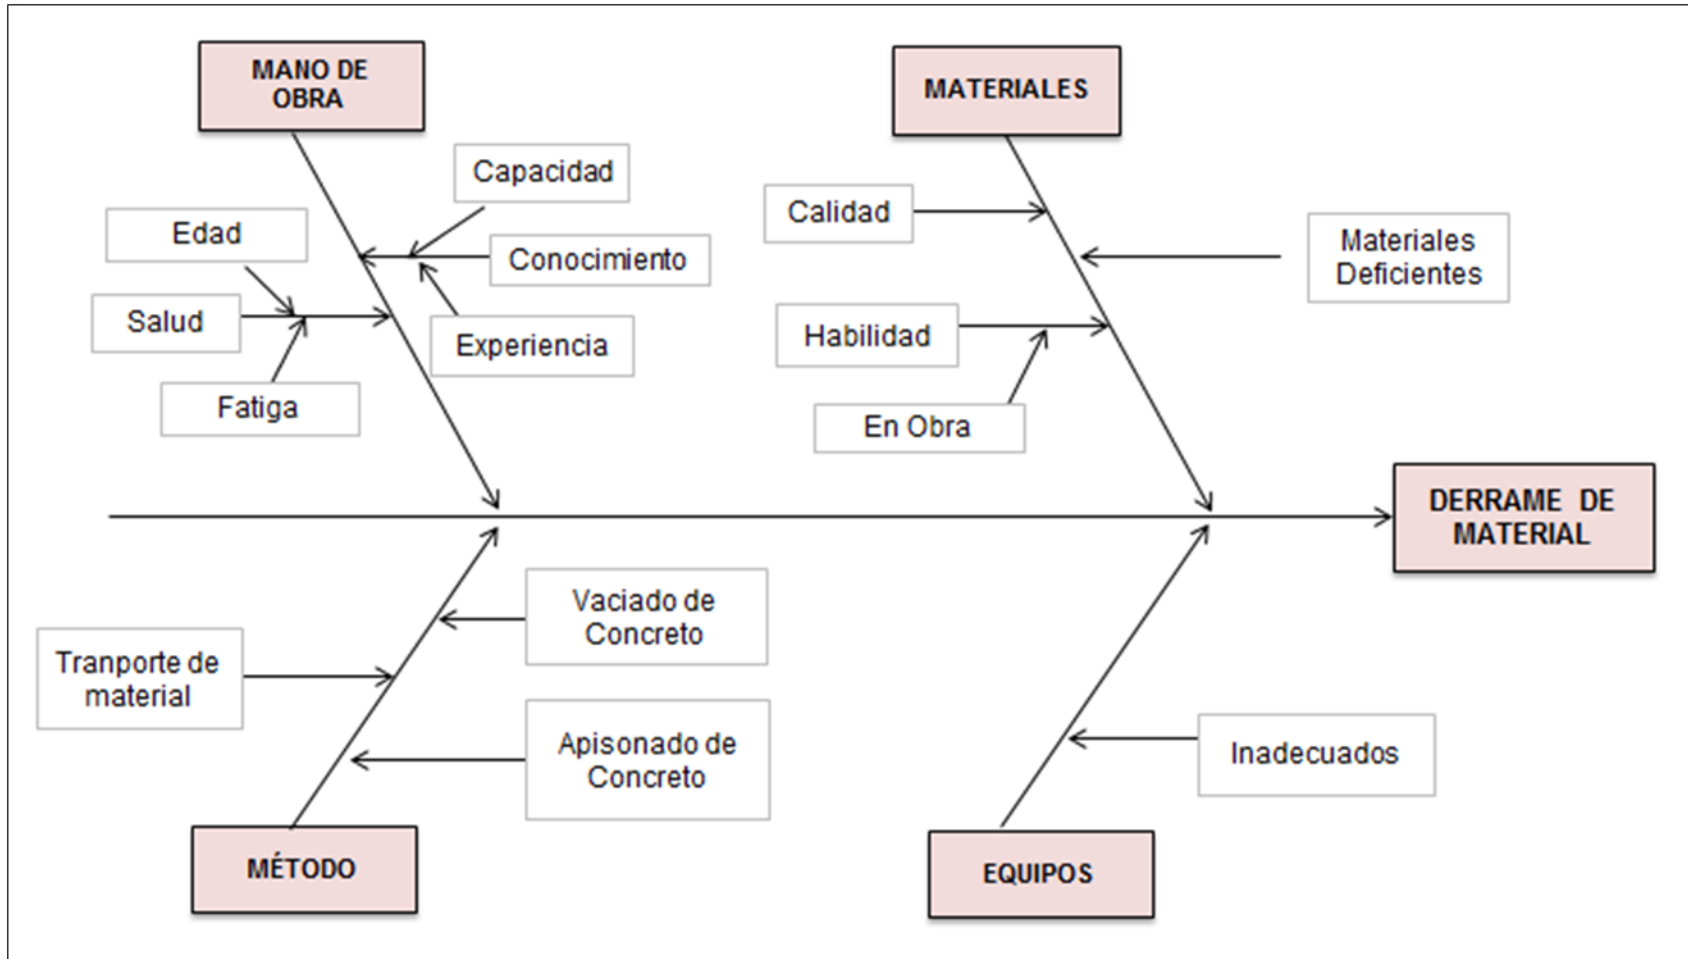 MANO DE
OBRA
MATERIALES
Capacidad
Edad
Conocimiento
Salud
Experiencia
Fatiga
Calidad
Materiales
Deficientes
Habilidad
En Obra
DERRAME DE
MATERIAL
Vaciado de
Concreto
Tranporte de
material
Apisonado de
Concreto
Inadecuados
MÉTODO
EQUIPOS